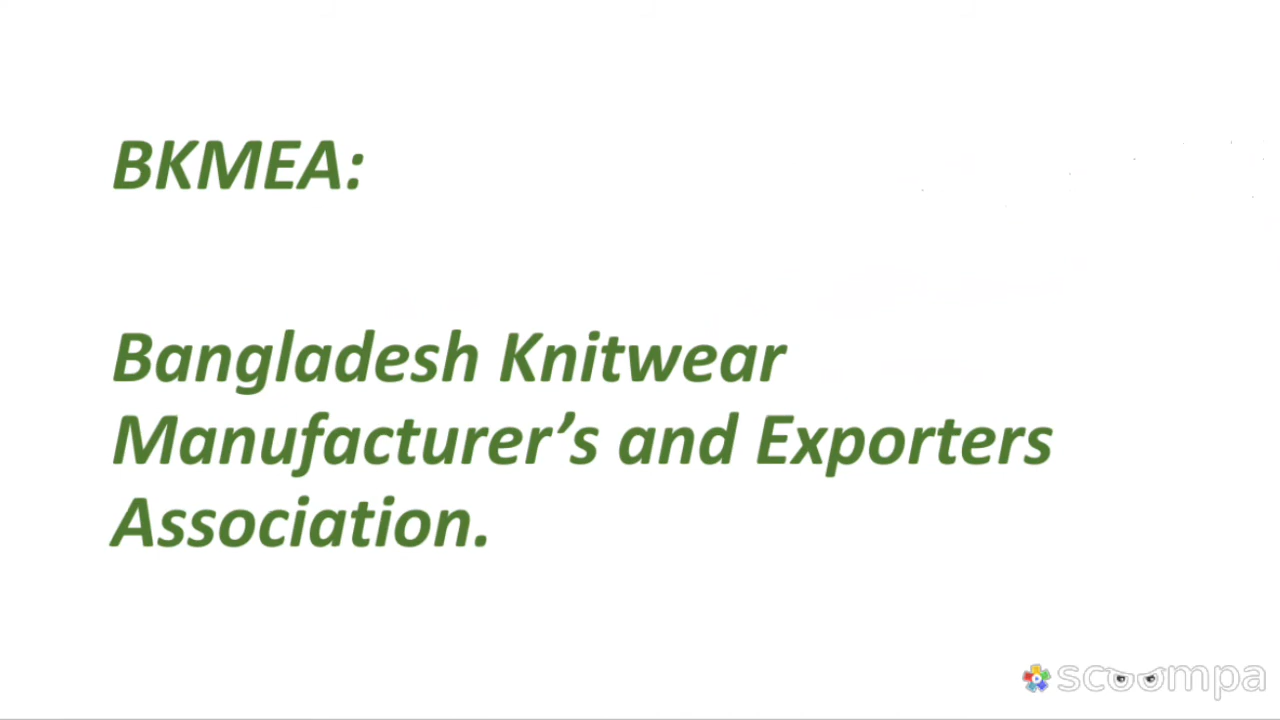 BKMEA:
Bangladesh Knitwear
Manufacturer’s and Exporters
Association.
scoompa